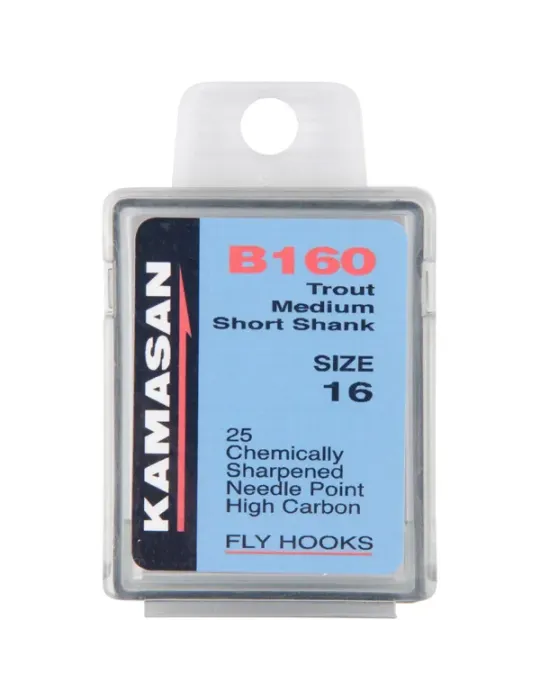 KAMASAN
B160
Trout
Medium
Short Shank
SIZE
16
25
Chemically
Sharpened
Needle Point
High Carbon
FLY HOOKS